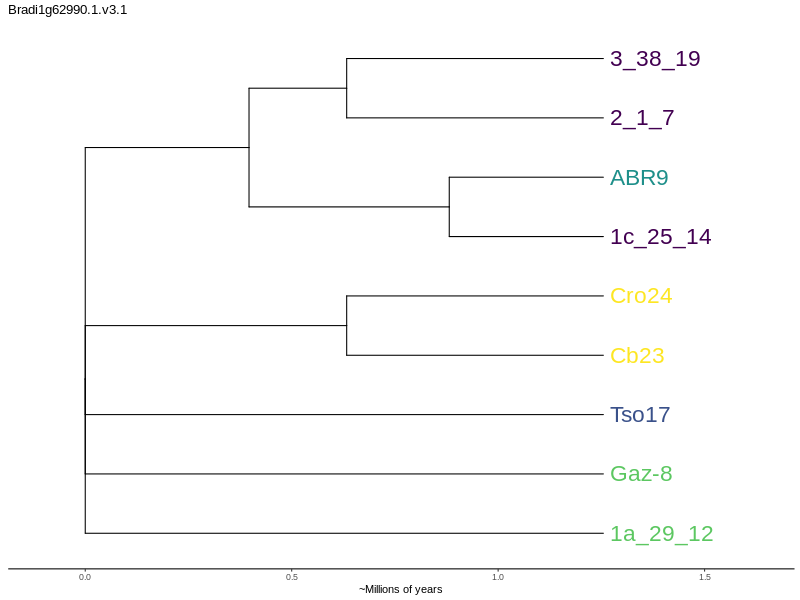 Bradi1g62990.1.v3.1
3_38_19
2_1_7
ABR9
1c_25_14
Cro24
Cb23
Tso17
Gaz-8
1a_29_12
0.0 0.5 1.0 1.5
~Millions of years